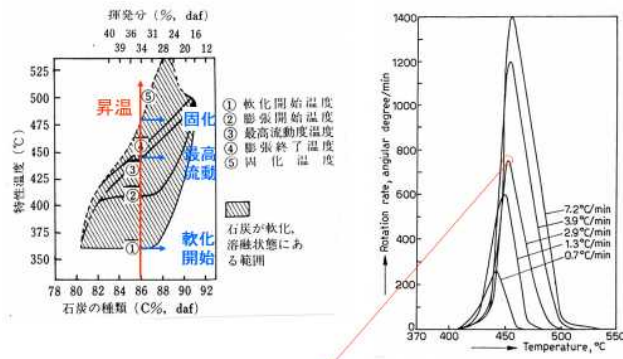 揮発分 (%, daf)
40 36 31 24 16
39 34 28 20 12
特性温度 (℃)
525
500
475
450
425
400
375
350
昇温
⑤
固化
④
最高
流動
③
②
①
軟化
開始
78 80 82 84 86 88 90 92
石炭の種類 (C%, daf)
① 軟化開始温度
② 膨張開始温度
③ 最高流動度温度
④ 膨張終了温度
⑤ 固化温度
石炭が軟化,
溶融状態にあ
る範囲
Rotation rate, angular degree/min
1400
1200
1000
800
600
400
200
0
7.2°C/min
3.9°C/min
2.9°C/min
1.3°C/min
0.7°C/min
370 400 450 500 550
Temperature, °C